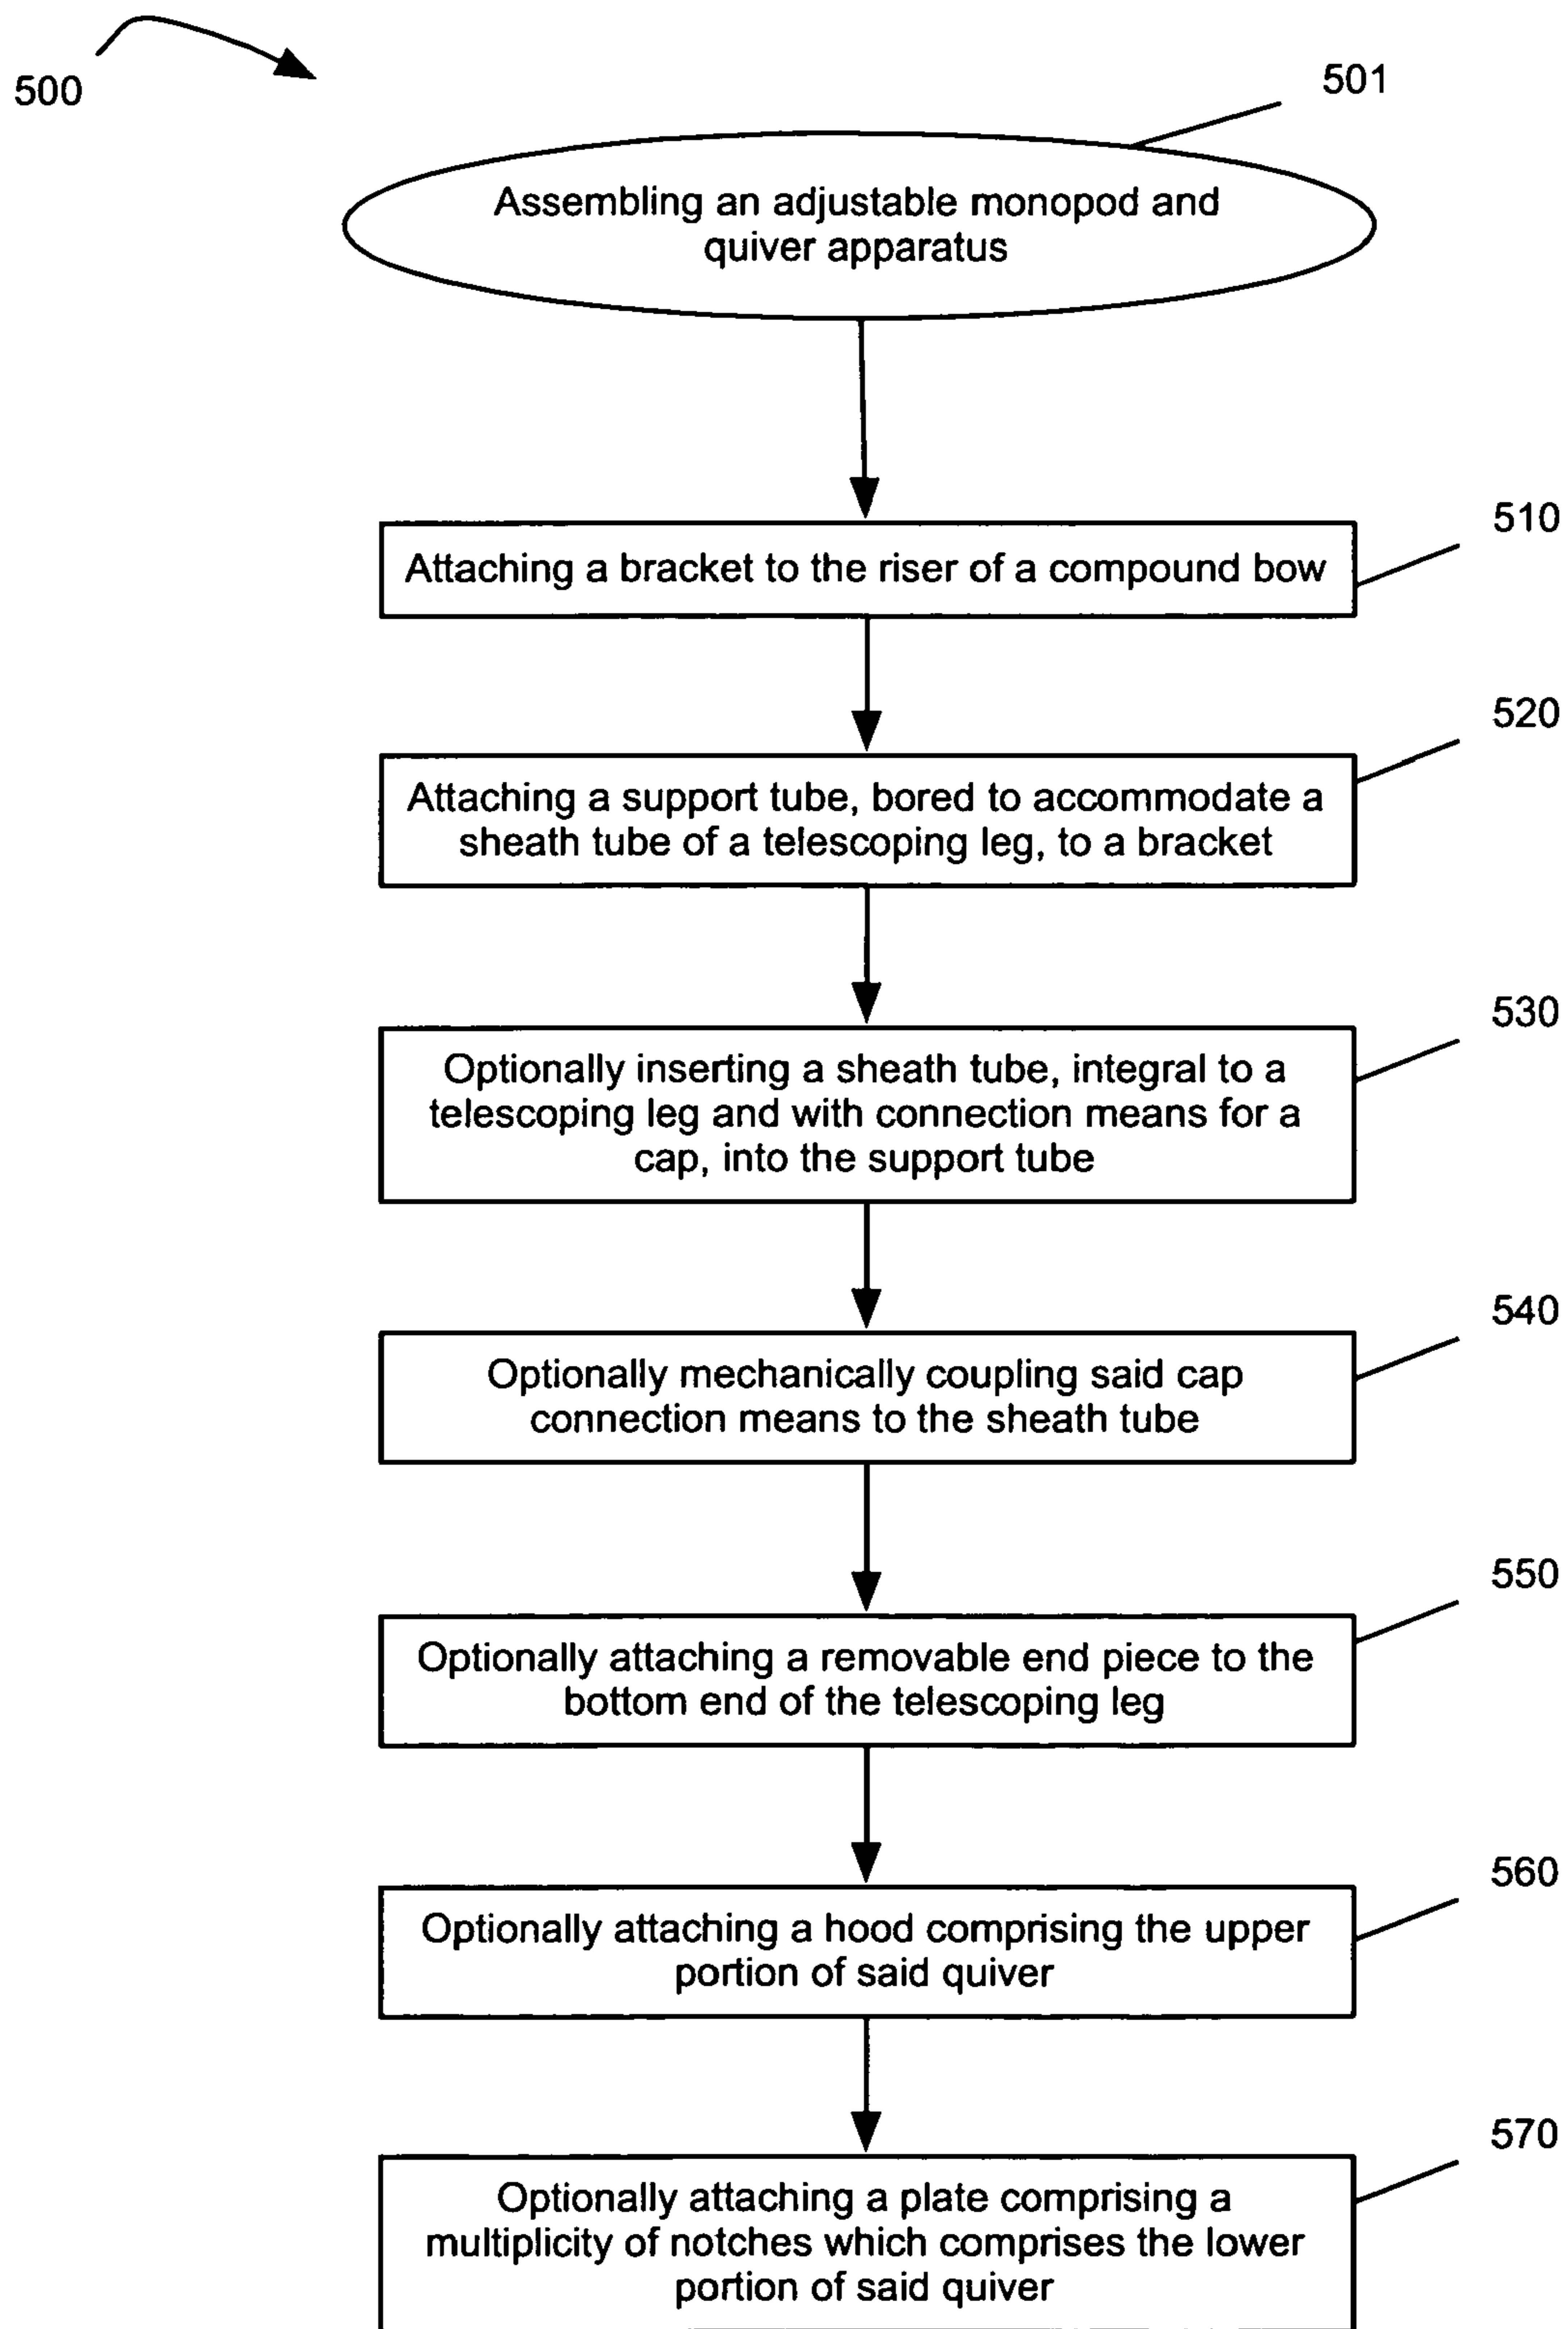 500
501
Assembling an adjustable monopod and
quiver apparatus
510
Attaching a bracket to the riser of a compound bow
520
Attaching a support tube, bored to accommodate a
sheath tube of a telescoping leg, to a bracket
530
Optionally inserting a sheath tube, integral to a
telescoping leg and with connection means for a
cap, into the support tube
540
Optionally mechanically coupling said cap
connection means to the sheath tube
550
Optionally attaching a removable end piece to the
bottom end of the telescoping leg
560
Optionally attaching a hood comprising the upper
portion of said quiver
570
Optionally attaching a plate comprising a
multiplicity of notches which comprises the lower
portion of said quiver